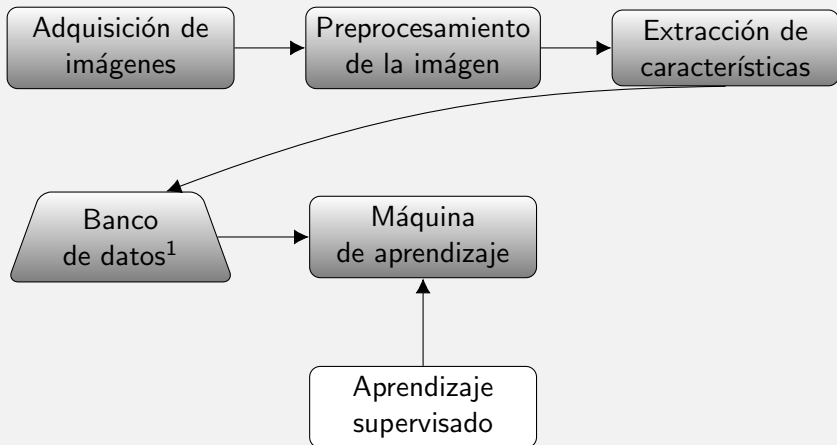 Adquisición de
imágenes
Preprocesamiento
de la imágen
Extracción de
características
Banco
de datos¹
Máquina
de aprendizaje
Aprendizaje
supervisado